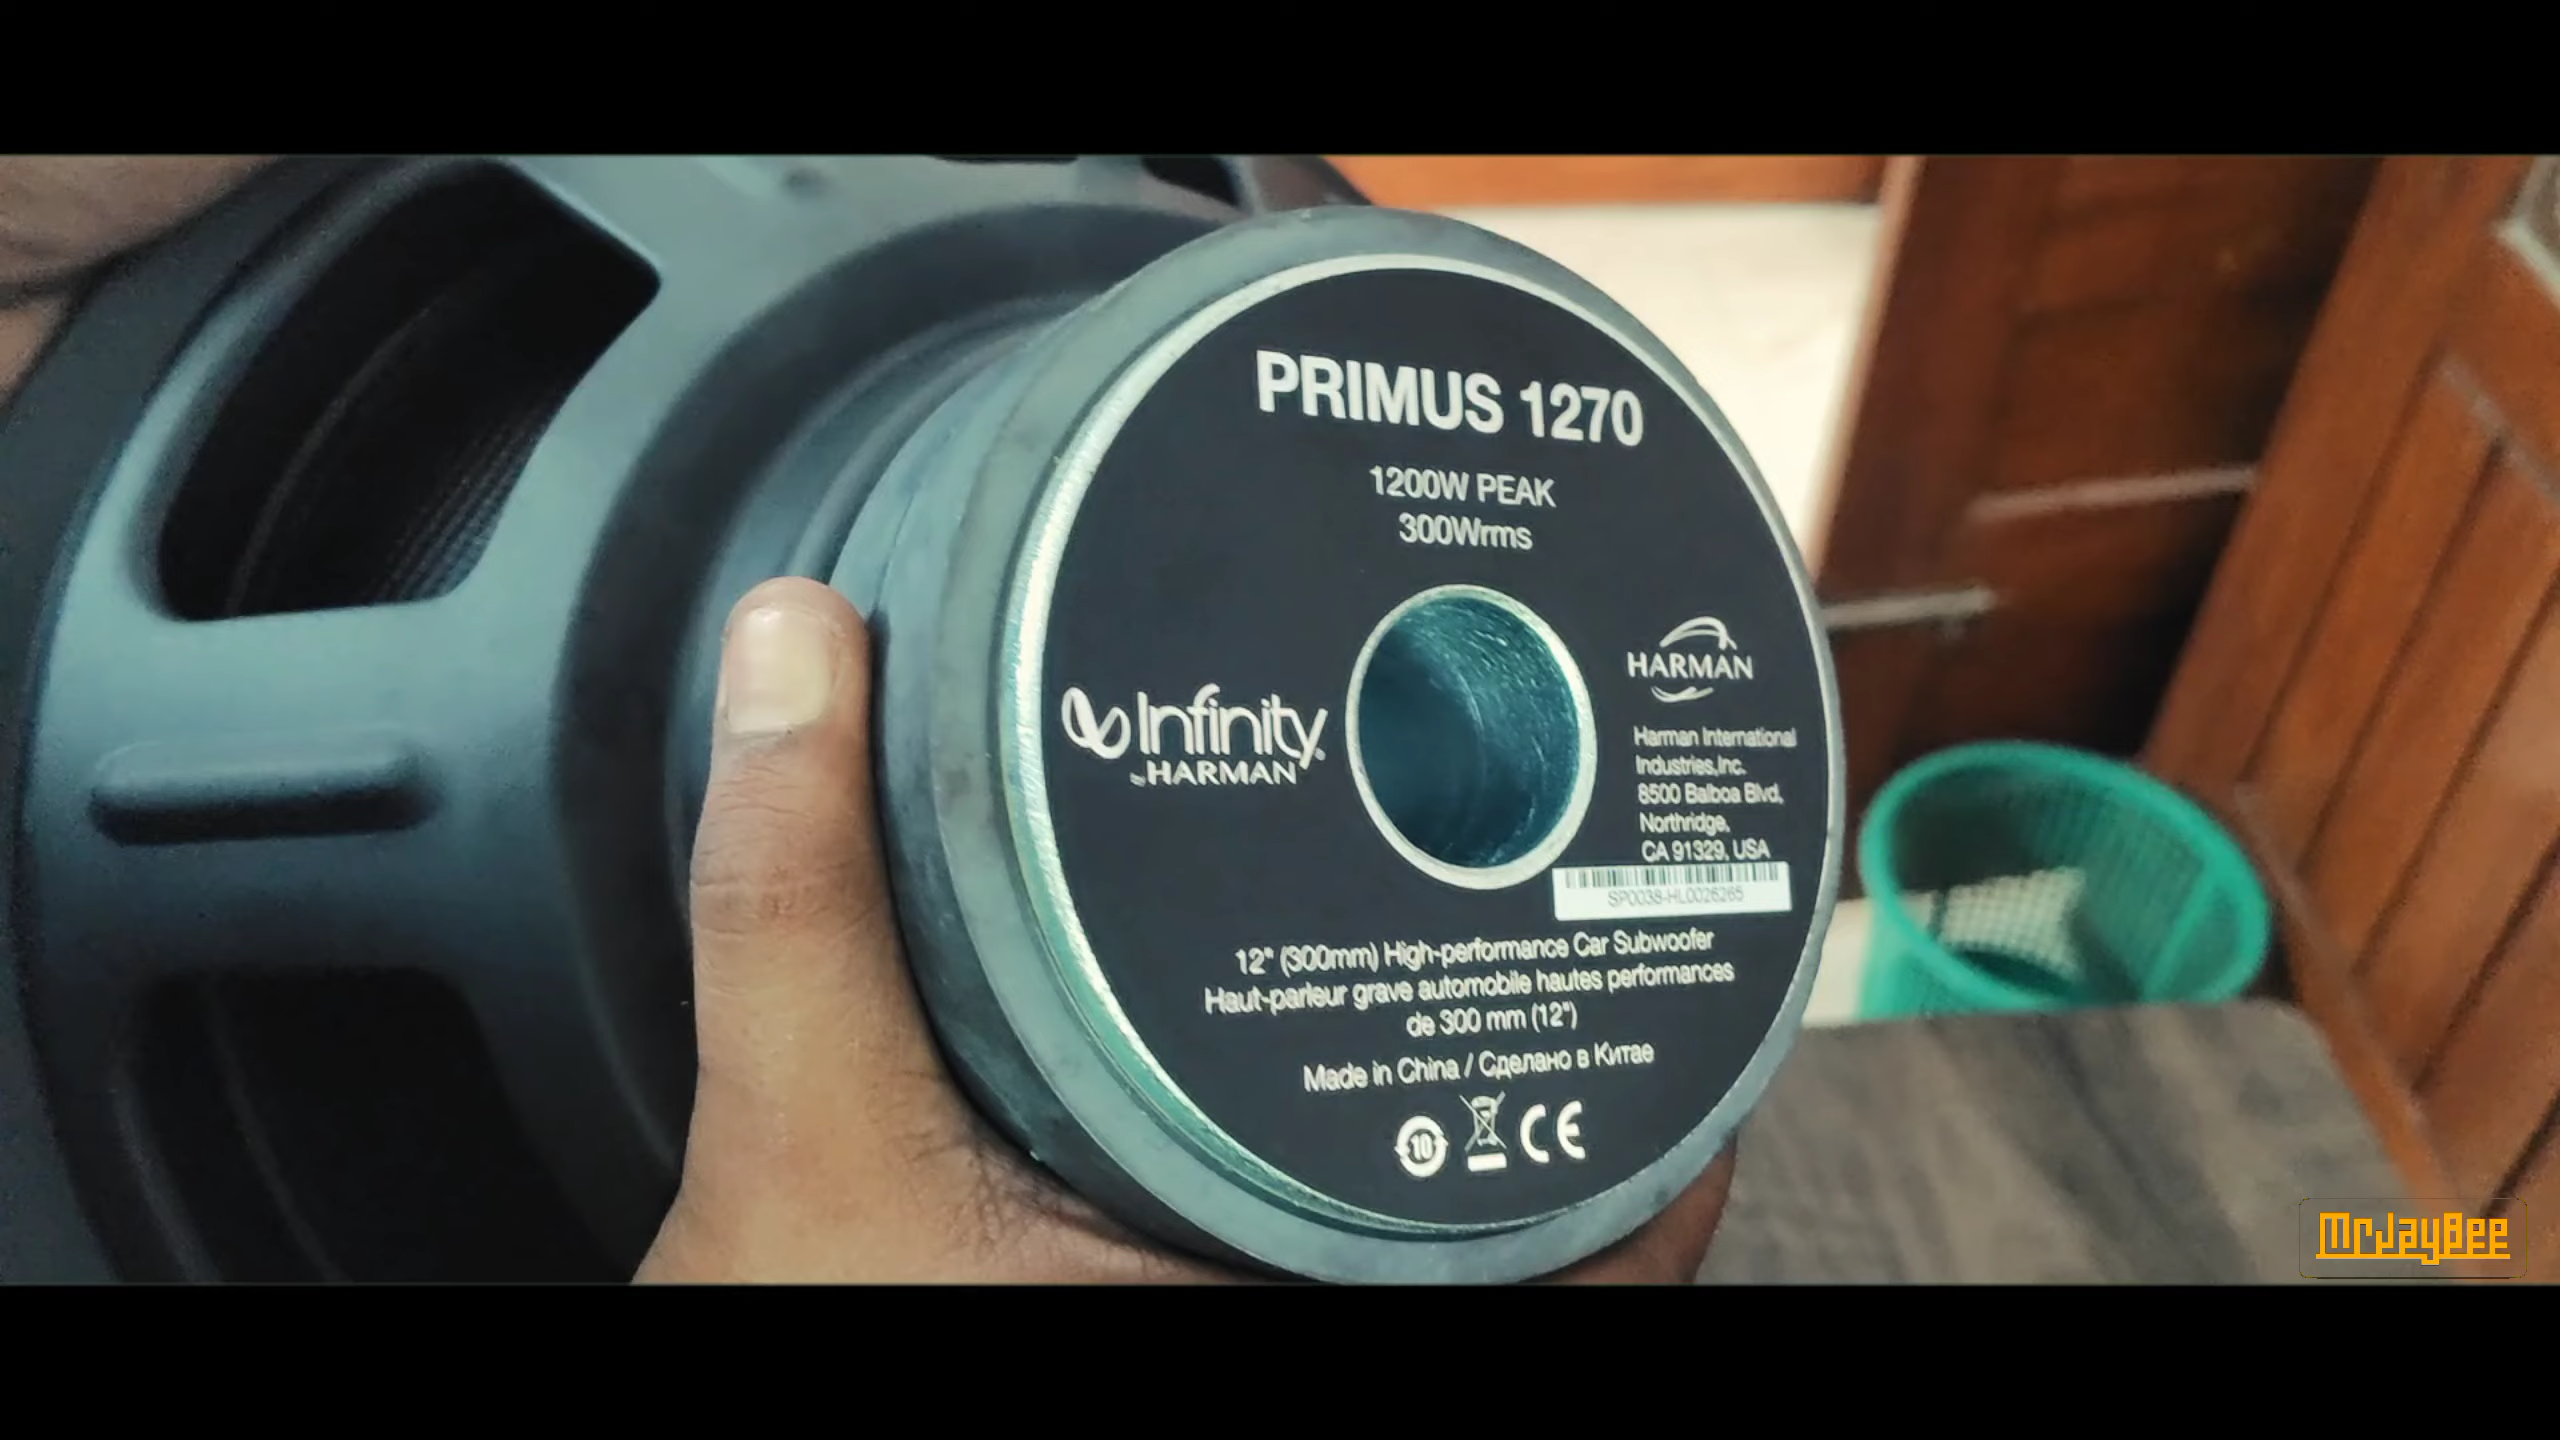 PRIMUS 1270
1200W PEAK
300Wrms
Infinity
by HARMAN
HARMAN
Harman International
Industries,Inc.
8500 Balboa Blvd,
Northridge,
CA 91329, USA
SP0038-HL0026265
12" (300mm) High-performance Car Subwoofer
Haut-parleur grave automobile hautes performances
de 300 mm (12")
Made in China / Сделано в Китае
10
CE
MrJayBee